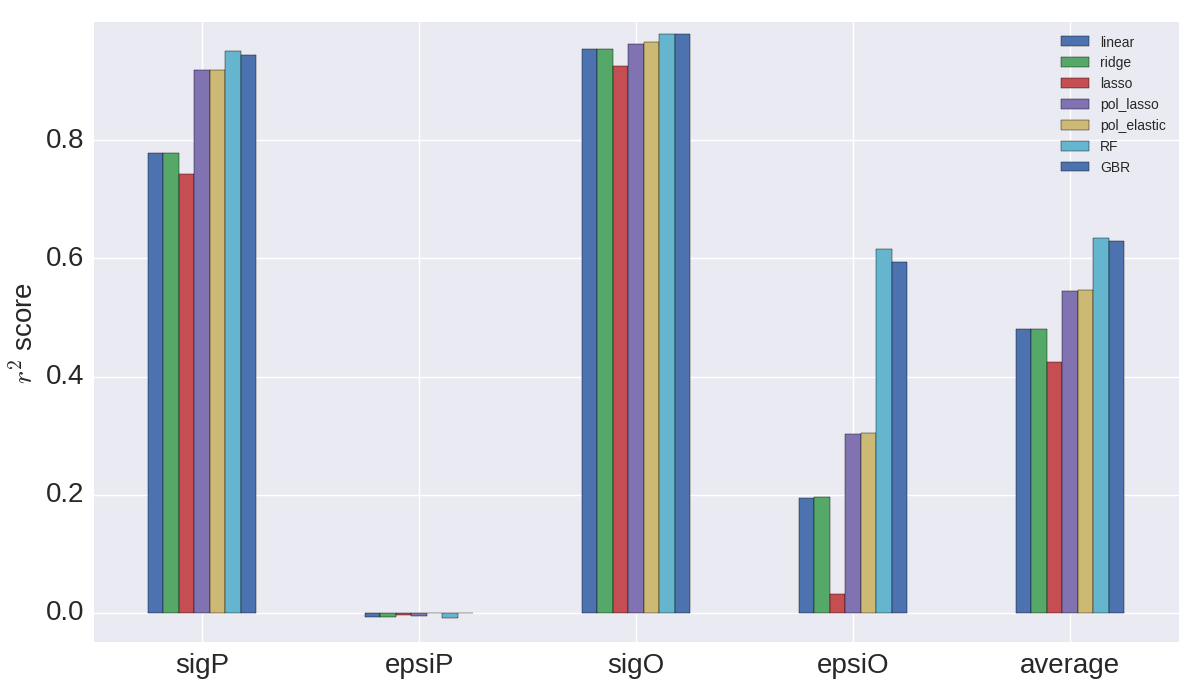 linear
ridge
lasso
pol_lasso
pol_elastic
RF
GBR
0.8
0.6
0.4
0.2
0.0
r² score
sigP epsiP sigO epsiO average